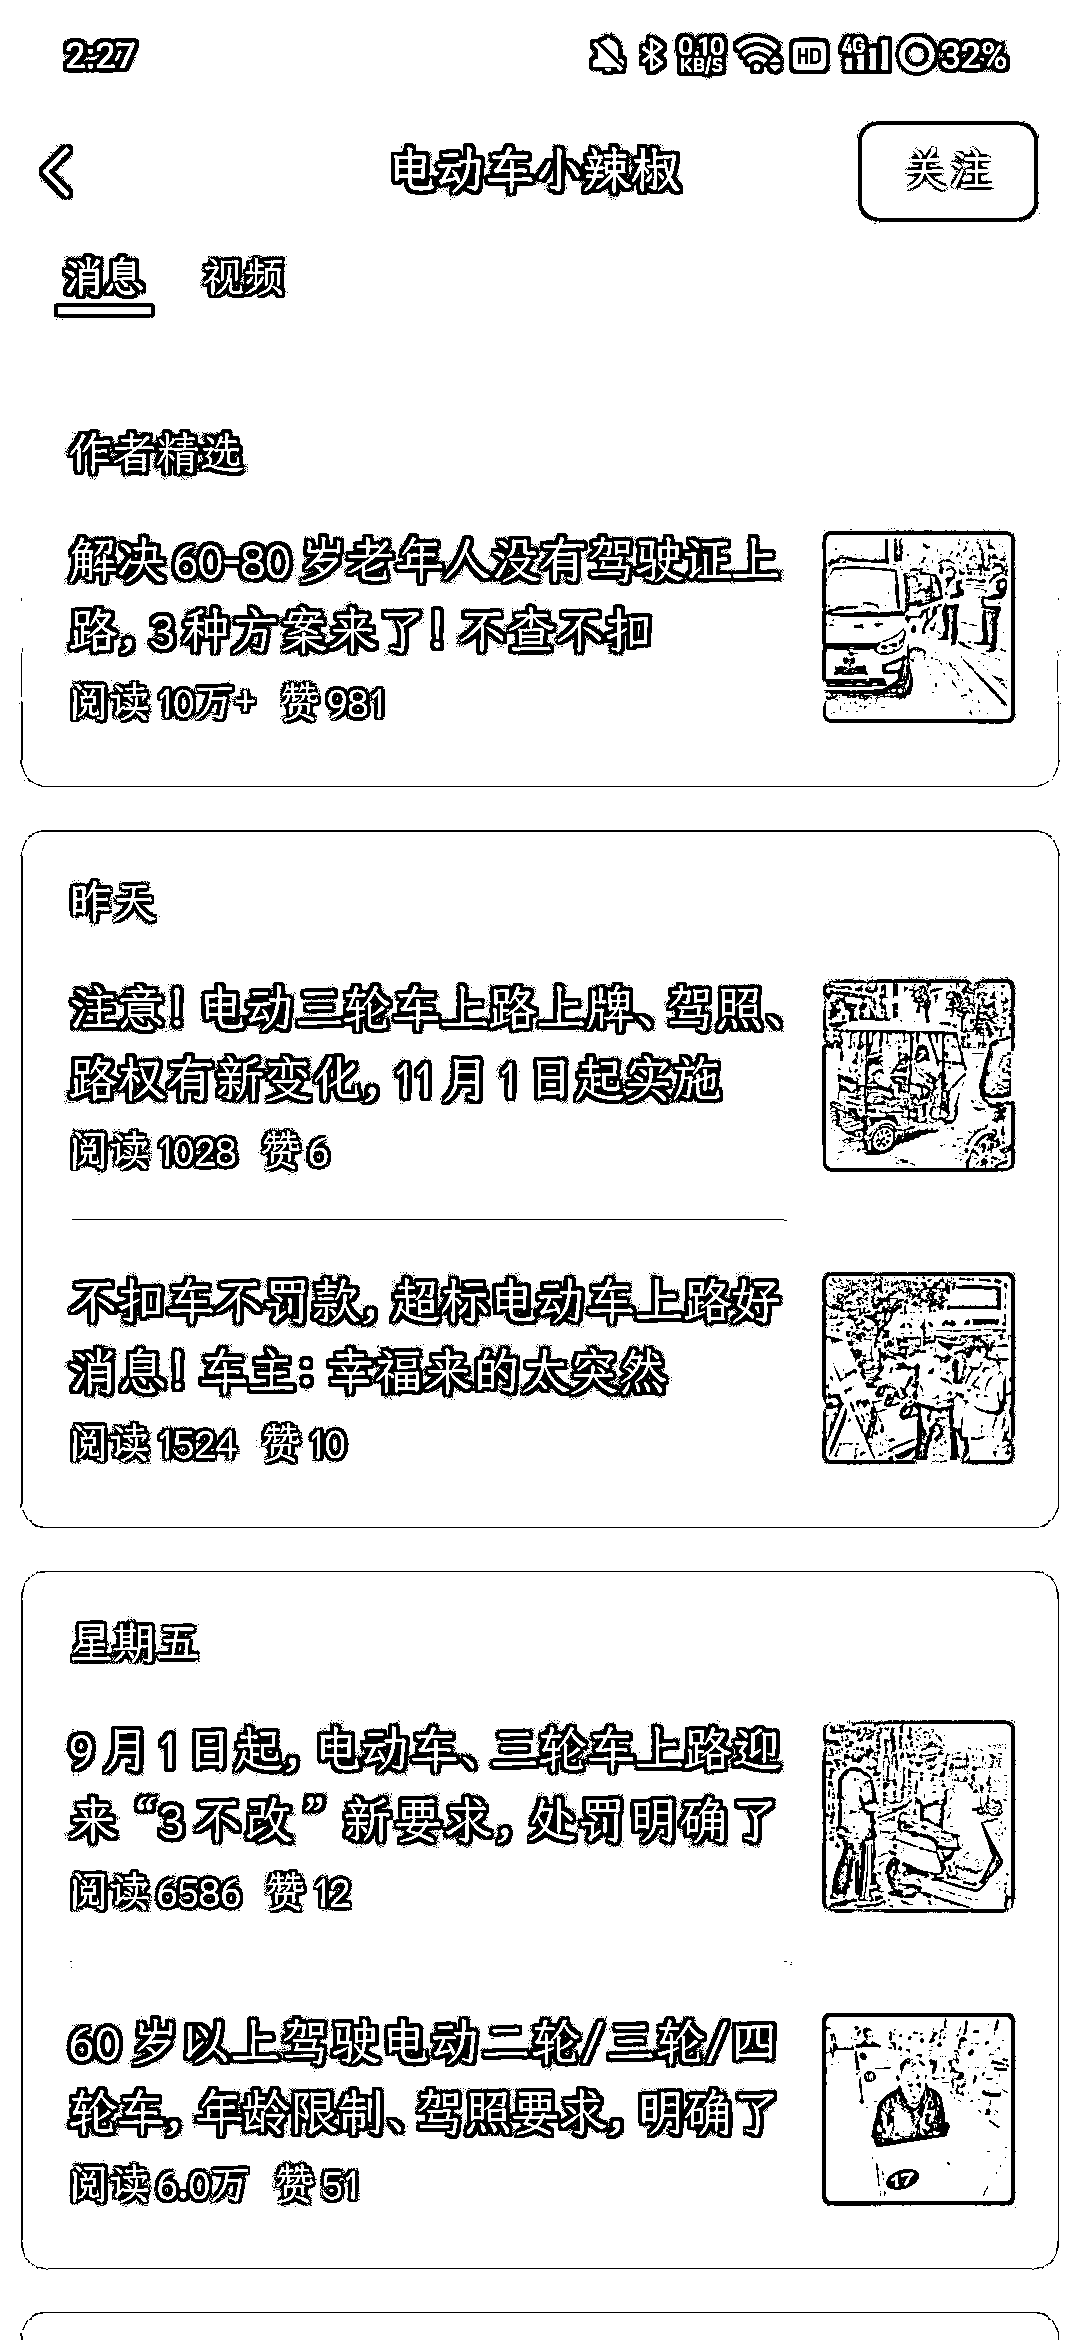 2:27
0.10 KB/S HD 4G 32%
电动车小辣椒
关注
消息 视频
作者精选
解决60-80岁老年人没有驾驶证上
路，3种方案来了！不查不扣
阅读10万+ 赞981
昨天
注意！电动三轮车上路上牌、驾照、
路权有新变化，11月1日起实施
阅读1028 赞6
不扣车不罚款，超标电动车上路好
消息！车主：幸福来的太突然
阅读1524 赞10
星期五
9月1日起，电动车、三轮车上路迎
来“3不改”新要求，处罚明确了
阅读6586 赞12
60岁以上驾驶电动二轮/三轮/四
轮车，年龄限制、驾照要求，明确了
阅读6.0万 赞51
17